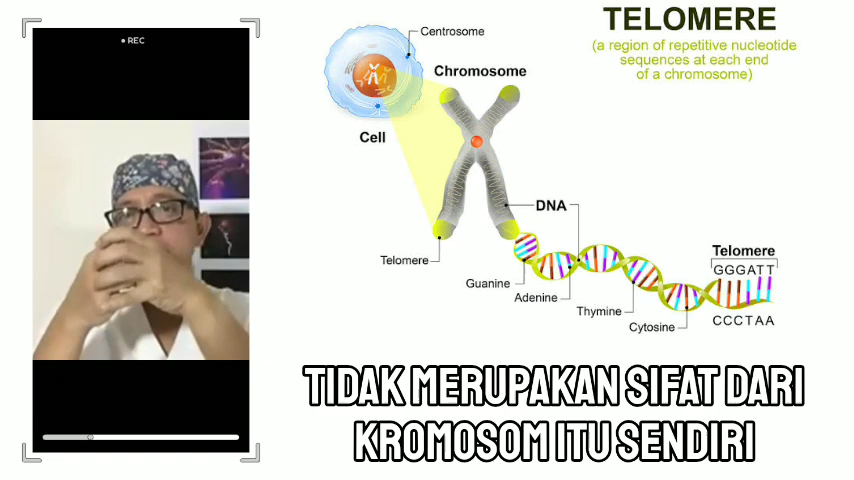 REC
TELOMERE
(a region of repetitive nucleotide
sequences at each end
of a chromosome)
Centrosome
Chromosome
Cell
DNA
Telomere
Guanine
Adenine
Thymine
Cytosine
Telomere
GGGATT
CCCTAA
TIDAK MERUPAKAN SIFAT DARI
KROMOSOM ITU SENDIRI